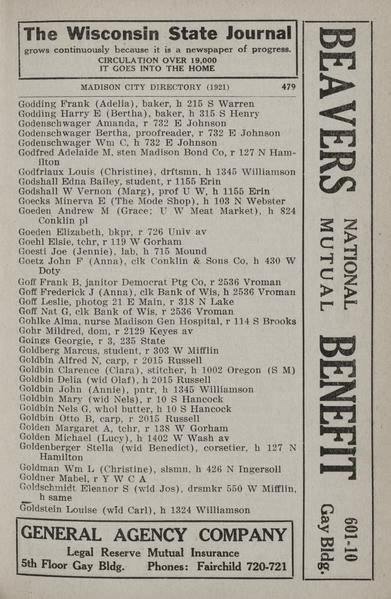 The Wisconsin State Journal
grows continuously because it is a newspaper of progress.
CIRCULATION OVER 19,000
IT GOES INTO THE HOME
MADISON CITY DIRECTORY (1921) 479
Godding Frank (Adelia), baker, h 215 S Warren
Godding Harry E (Bertha), baker, h 315 S Henry
Godenschwager Amanda, r 732 E Johnson
Godenschwager Bertha, proofreader, r 732 E Johnson
Godenschwager Wm C, h 732 E Johnson
Godfred Adelaide M, sten Madison Bond Co, r 127 N Ham-
ilton
Godfriaux Louis (Christine), drftsmn, h 1345 Williamson
Godshall Edna Bailey, student, r 1155 Erin
Godshall W Vernon (Marg), prof U W, h 1155 Erin
Goecks Minerva E (The Mode Shop), h 103 N Webster
Goeden Andrew M (Grace; U W Meat Market), h 824
Conklin pl
Goeden Elizabeth, bkpr, r 726 Univ av
Goehl Elsie, tchr, r 119 W Gorham
Goesti Joe (Jennie), lab, h 715 Mound
Goetz John F (Anna), clk Conklin & Sons Co, h 430 W
Doty
Goff Frank B, janitor Democrat Ptg Co, r 2536 Vroman
Goff Frederick J (Anna), clk Bank of Wis, h 2536 Vroman
Goff Leslie, photog 21 E Main, r 318 N Lake
Goff Nat G, clk Bank of Wis, r 2536 Vroman
Gohlke Alma, nurse Madison Gen Hospital, r 114 S Brooks
Gohr Mildred, dom, r 2129 Keyes av
Goings Georgie, r 3, 235 State
Goldberg Marcus, student, r 303 W Mifflin
Goldbin Alfred N, carp, r 2015 Russell
Goldbin Clarence (Clara), stitcher, h 1002 Oregon (S M)
Goldbin Delia (wid Olaf), h 2015 Russell
Goldbin John (Annie), pntr, h 1345 Williamson
Goldbin Mary (wid Nels), r 10 S Hancock
Goldbin Nels G, whol butter, h 10 S Hancock
Goldbin Otto B, carp, r 2015 Russell
Golden Margaret A, tchr, r 138 W Gorham
Golden Michael (Lucy), h 1402 W Wash av
Goldenberger Stella (wid Benedict), corsetier, h 127 N
Hamilton
Goldman Wm L (Christine), slsmn, h 426 N Ingersoll
Goldner Mabel, r Y W C A
Goldschmidt Eleanor S (wid Jos), drsmkr 550 W Mifflin,
h same
Goldstein Louise (wid Carl), h 1324 Williamson
GENERAL AGENCY COMPANY
Legal Reserve Mutual Insurance
5th Floor Gay Bldg. Phones: Fairchild 720-721
BEAVERS NATIONAL MUTUAL BENEFIT
601-10
Gay Bldg.